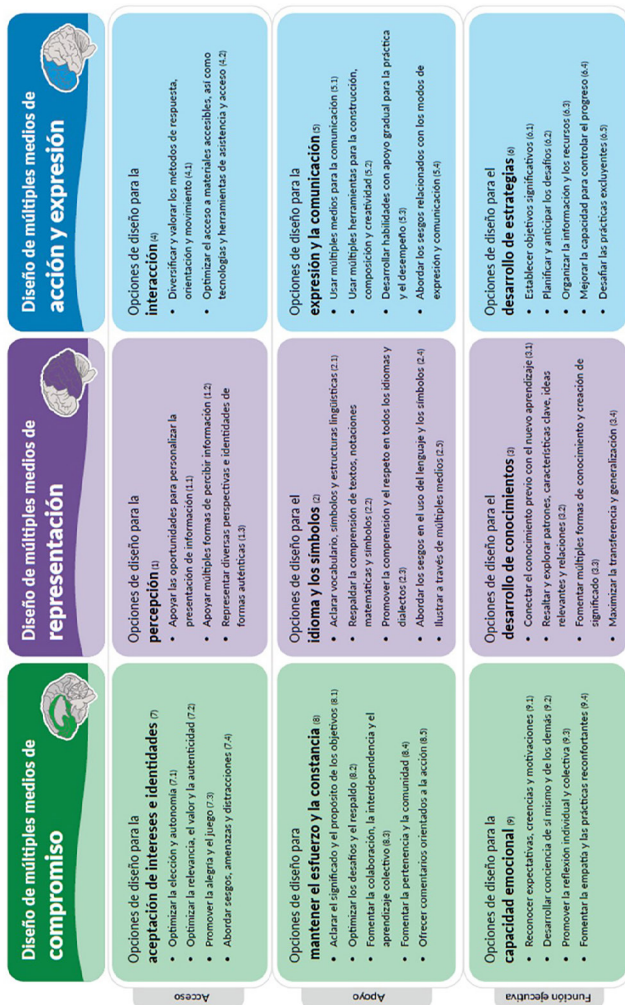 Diseño de múltiples medios de
compromiso
Diseño de múltiples medios de
representación
Diseño de múltiples medios de
acción y expresión
Acceso
Opciones de diseño para la
aceptación de intereses e identidades (7)
• Optimizar la elección y autonomía (7.1)
• Optimizar la relevancia, el valor y la autenticidad (7.2)
• Promover la alegría y el juego (7.3)
• Abordar sesgos, amenazas y distracciones (7.4)
Opciones de diseño para la
percepción (1)
• Apoyar las oportunidades para personalizar la
presentación de información (1.1)
• Apoyar múltiples formas de percibir información (1.2)
• Representar diversas perspectivas e identidades de
formas auténticas (1.3)
Opciones de diseño para la
interacción (4)
• Diversificar y valorar los métodos de respuesta,
orientación y movimiento (4.1)
• Optimizar el acceso a materiales accesibles, así como
tecnologías y herramientas de asistencia y acceso (4.2)
Apoyo
Opciones de diseño para
mantener el esfuerzo y la constancia (8)
• Aclarar el significado y el propósito de los objetivos (8.1)
• Optimizar los desafíos y el respaldo (8.2)
• Fomentar la colaboración, la interdependencia y el
aprendizaje colectivo (8.3)
• Fomentar la pertenencia y la comunidad (8.4)
• Ofrecer comentarios orientados a la acción (8.5)
Opciones de diseño para el
idioma y los símbolos (2)
• Aclarar vocabulario, símbolos y estructuras lingüísticas (2.1)
• Respaldar la comprensión de textos, notaciones
matemáticas y símbolos (2.2)
• Promover la comprensión y el respeto en todos los idiomas y
dialectos (2.3)
• Abordar los sesgos en el uso del lenguaje y los símbolos (2.4)
• Ilustrar a través de múltiples medios (2.5)
Opciones de diseño para la
expresión y la comunicación (5)
• Usar múltiples medios para la comunicación (5.1)
• Usar múltiples herramientas para la construcción,
composición y creatividad (5.2)
• Desarrollar habilidades con apoyo gradual para la práctica
y el desempeño (5.3)
• Abordar los sesgos relacionados con los modos de
expresión y comunicación (5.4)
Función ejecutiva
Opciones de diseño para la
capacidad emocional (9)
• Reconocer expectativas, creencias y motivaciones (9.1)
• Desarrollar conciencia de sí mismo y de los demás (9.2)
• Promover la reflexión individual y colectiva (9.3)
• Fomentar la empatía y las prácticas reconfortantes (9.4)
Opciones de diseño para el
desarrollo de conocimientos (3)
• Conectar el conocimiento previo con el nuevo aprendizaje (3.1)
• Resaltar y explorar patrones, características clave, ideas
relevantes y relaciones (3.2)
• Fomentar múltiples formas de conocimiento y creación de
significado (3.3)
• Maximizar la transferencia y generalización (3.4)
Opciones de diseño para el
desarrollo de estrategias (6)
• Establecer objetivos significativos (6.1)
• Planificar y anticipar los desafíos (6.2)
• Organizar la información y los recursos (6.3)
• Mejorar la capacidad para controlar el progreso (6.4)
• Desafiar las prácticas excluyentes (6.5)